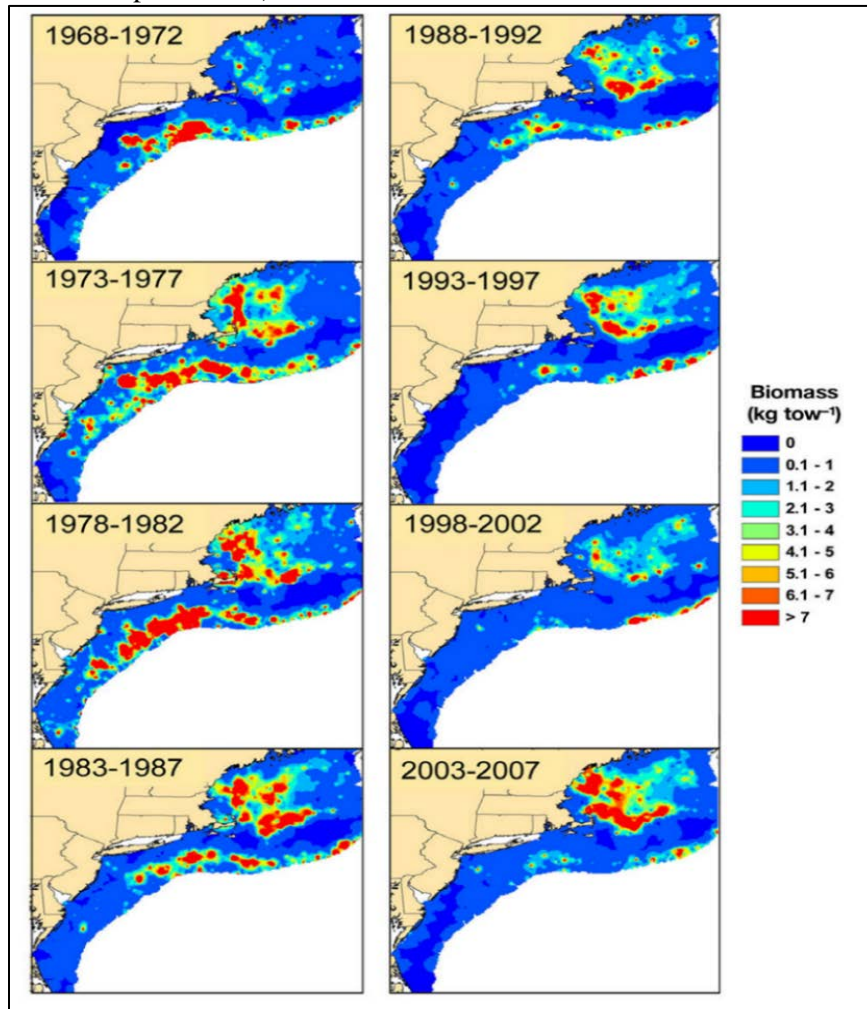 1968-1972
1988-1992
1973-1977
1993-1997
1978-1982
1998-2002
1983-1987
2003-2007
Biomass
(kg tow⁻¹)
0
0.1 - 1
1.1 - 2
2.1 - 3
3.1 - 4
4.1 - 5
5.1 - 6
6.1 - 7
> 7